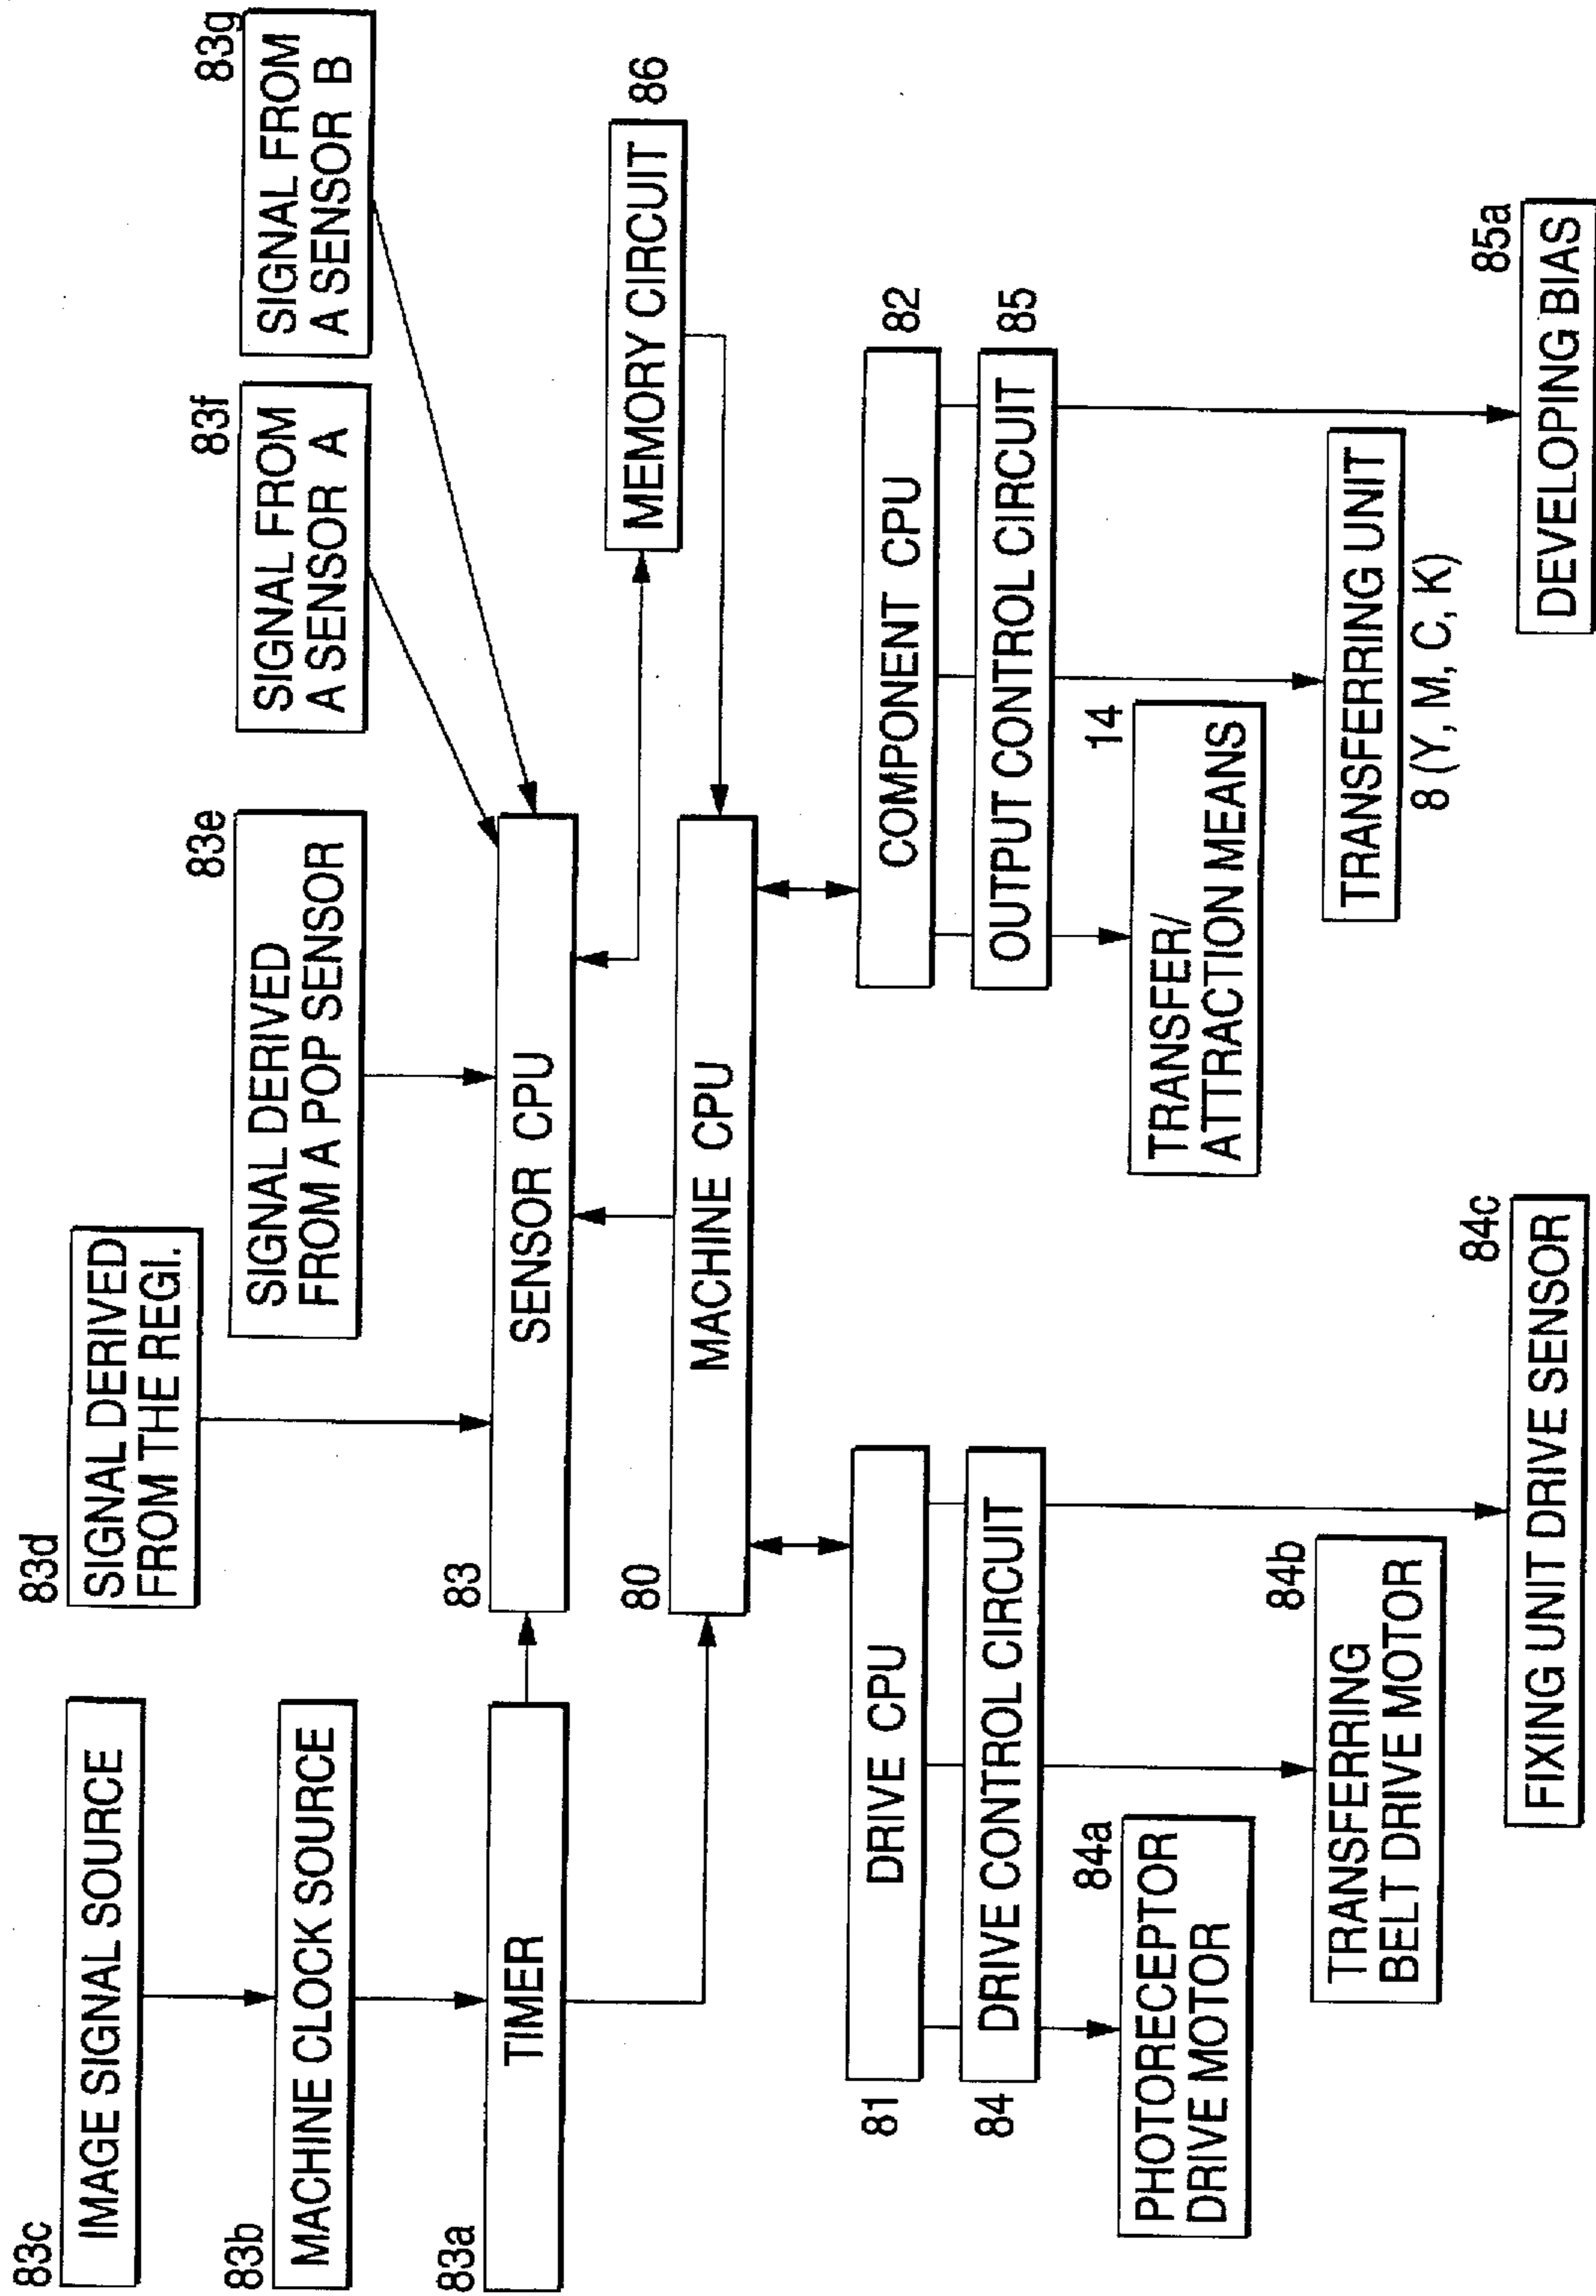 83c
IMAGE SIGNAL SOURCE
83b
MACHINE CLOCK SOURCE
83a
TIMER
83d
SIGNAL DERIVED
FROM THE REGI.
83e
SIGNAL DERIVED
FROM A POP SENSOR
83f
SIGNAL FROM
A SENSOR A
83g
SIGNAL FROM
A SENSOR B
83
SENSOR CPU
MEMORY CIRCUIT
86
80
MACHINE CPU
81
DRIVE CPU
84
DRIVE CONTROL CIRCUIT
84a
PHOTORECEPTOR
DRIVE MOTOR
84b
TRANSFERRING
BELT DRIVE MOTOR
84c
FIXING UNIT DRIVE SENSOR
COMPONENT CPU
82
OUTPUT CONTROL CIRCUIT
85
14
TRANSFER/
ATTRACTION MEANS
TRANSFERRING UNIT
8 (Y, M, C, K)
85a
DEVELOPING BIAS